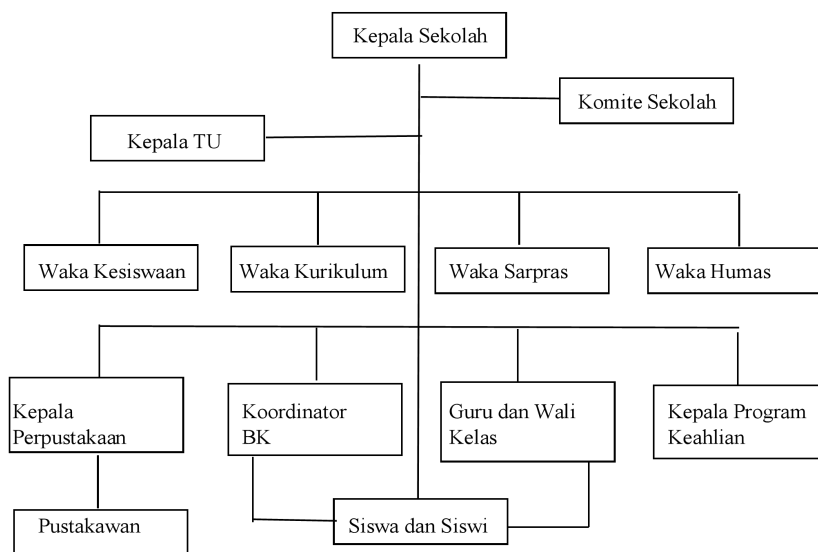 Kepala Sekolah
Komite Sekolah
Kepala TU
Waka Kesiswaan
Waka Kurikulum
Waka Sarpras
Waka Humas
Kepala
Perpustakaan
Koordinator
BK
Guru dan Wali
Kelas
Kepala Program
Keahlian
Pustakawan
Siswa dan Siswi